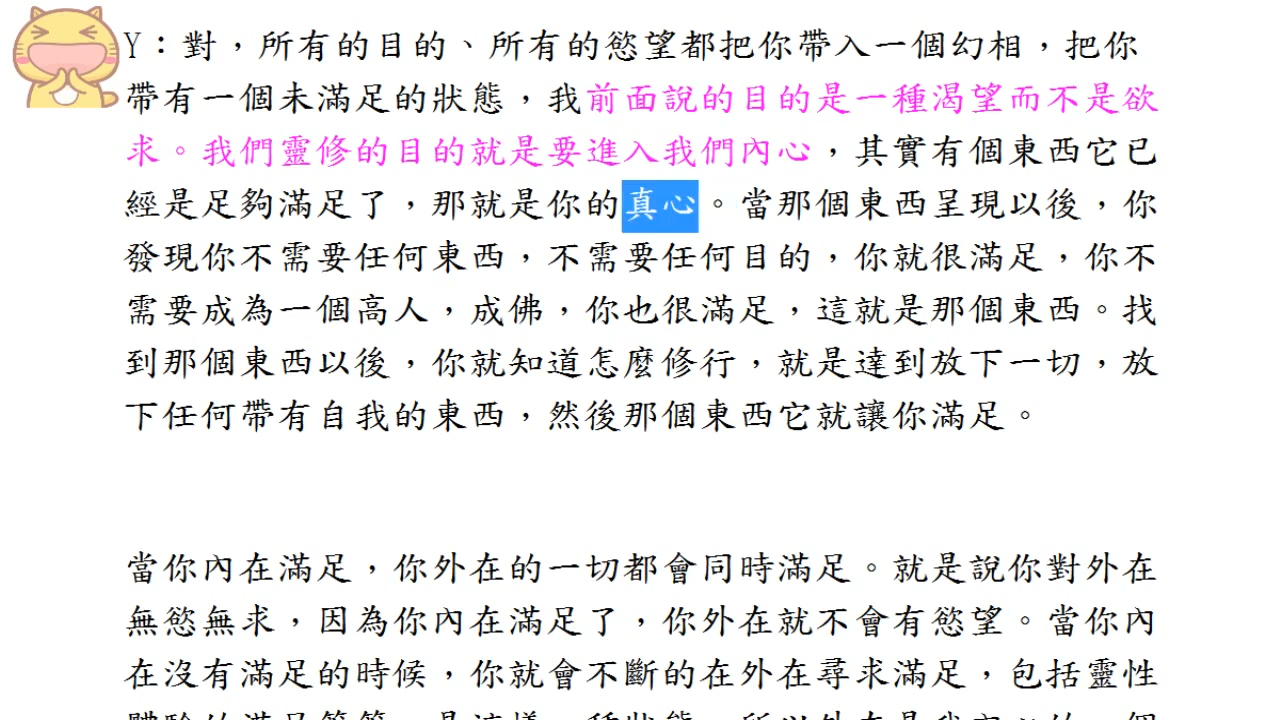 Y：對，所有的目的、所有的慾望都把你帶入一個幻相，把你
帶有一個未滿足的狀態，我前面說的目的是一種渴望而不是欲
求。我們靈修的目的就是要進入我們內心，其實有個東西它已
經是足夠滿足了，那就是你的真心。當那個東西呈現以後，你
發現你不需要任何東西，不需要任何目的，你就很滿足，你不
需要成為一個高人，成佛，你也很滿足，這就是那個東西。找
到那個東西以後，你就知道怎麼修行，就是達到放下一切，放
下任何帶有自我的東西，然後那個東西它就讓你滿足。
當你內在滿足，你外在的一切都會同時滿足。就是說你對外在
無慾無求，因為你內在滿足了，你外在就不會有慾望。當你內
在沒有滿足的時候，你就會不斷的在外在尋求滿足，包括靈性